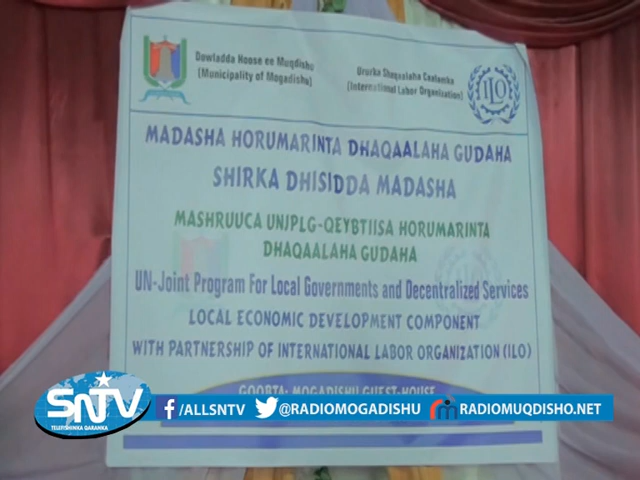 Dowladda Hoose ee Muqdishu
(Municipality of Mogadishu)
Ururka Shaqaalaha Caalamka
(International Labor Organization)
ILO
MADASHA HORUMARINTA DHAQAALAHA GUDAHA
SHIRKA DHISIDDA MADASHA
MASHRUUCA UNJPLG-QEYBTIISA HORUMARINTA
DHAQAALAHA GUDAHA
UN-Joint Program For Local Governments and Decentralized Services
LOCAL ECONOMIC DEVELOPMENT COMPONENT
WITH PARTNERSHIP OF INTERNATIONAL LABOR ORGANIZATION (ILO)
GOOBTA: MOGADISHU GUEST-HOUSE
SNTV
TELEFISHINKA QARANKA
f/ALLSNTV
@RADIOMOGADISHU
RADIOMUQDISHO.NET